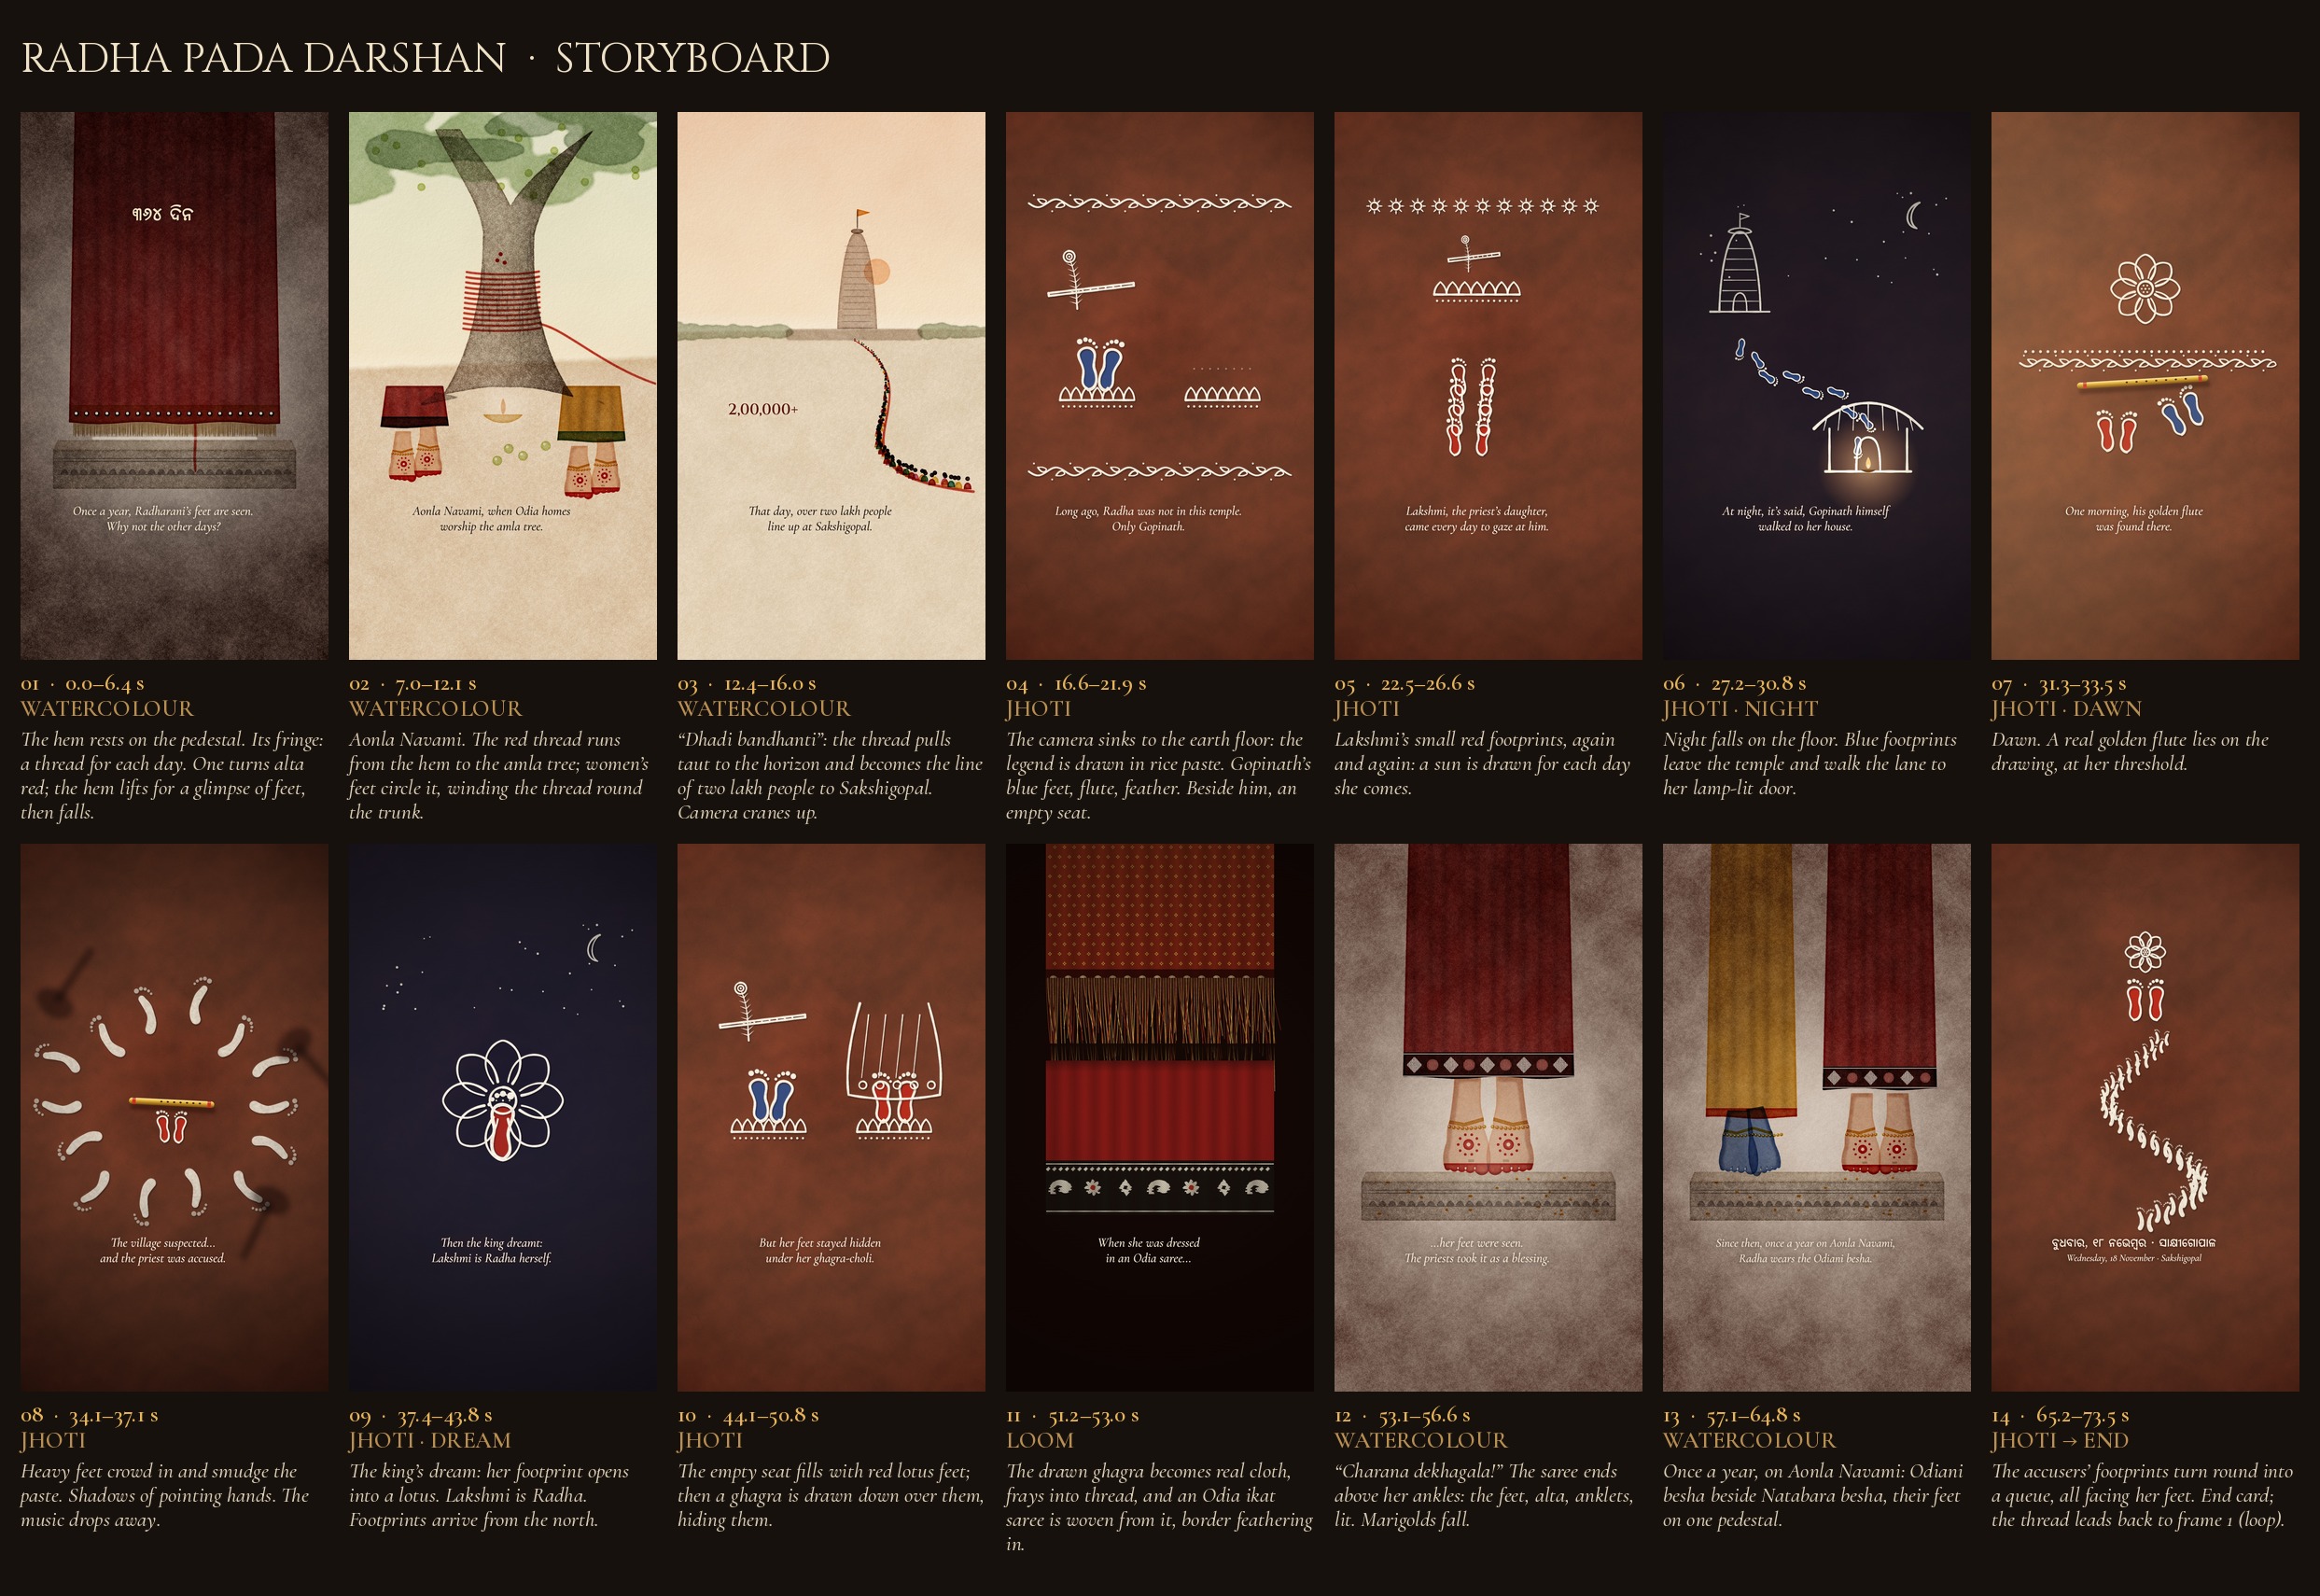 RADHA PADA DARSHAN · STORYBOARD
୩୬୪ ଦିନ
Once a year, Radharani's feet are seen.
Why not the other days?
01 · 0.0–6.4 s
WATERCOLOUR
The hem rests on the pedestal. Its fringe:
a thread for each day. One turns alta
red; the hem lifts for a glimpse of feet,
then falls.
Aonla Navami, when Odia homes
worship the amla tree.
02 · 7.0–12.1 s
WATERCOLOUR
Aonla Navami. The red thread runs
from the hem to the amla tree; women's
feet circle it, winding the thread round
the trunk.
2,00,000+
That day, over two lakh people
line up at Sakshigopal.
03 · 12.4–16.0 s
WATERCOLOUR
“Dhadi bandhanti”: the thread pulls
taut to the horizon and becomes the line
of two lakh people to Sakshigopal.
Camera cranes up.
Long ago, Radha was not in this temple.
Only Gopinath.
04 · 16.6–21.9 s
JHOTI
The camera sinks to the earth floor: the
legend is drawn in rice paste. Gopinath's
blue feet, flute, feather. Beside him, an
empty seat.
Lakshmi, the priest's daughter,
came every day to gaze at him.
05 · 22.5–26.6 s
JHOTI
Lakshmi's small red footprints, again
and again: a sun is drawn for each day
she comes.
At night, it's said, Gopinath himself
walked to her house.
06 · 27.2–30.8 s
JHOTI · NIGHT
Night falls on the floor. Blue footprints
leave the temple and walk the lane to
her lamp-lit door.
One morning, his golden flute
was found there.
07 · 31.3–33.5 s
JHOTI · DAWN
Dawn. A real golden flute lies on the
drawing, at her threshold.
The village suspected...
and the priest was accused.
08 · 34.1–37.1 s
JHOTI
Heavy feet crowd in and smudge the
paste. Shadows of pointing hands. The
music drops away.
Then the king dreamt:
Lakshmi is Radha herself.
09 · 37.4–43.8 s
JHOTI · DREAM
The king's dream: her footprint opens
into a lotus. Lakshmi is Radha.
Footprints arrive from the north.
But her feet stayed hidden
under her ghagra-choli.
10 · 44.1–50.8 s
JHOTI
The empty seat fills with red lotus feet;
then a ghagra is drawn down over them,
hiding them.
When she was dressed
in an Odia saree...
11 · 51.2–53.0 s
LOOM
The drawn ghagra becomes real cloth,
frays into thread, and an Odia ikat
saree is woven from it, border feathering
in.
...her feet were seen.
The priests took it as a blessing.
12 · 53.1–56.6 s
WATERCOLOUR
“Charana dekhagala!” The saree ends
above her ankles: the feet, alta, anklets,
lit. Marigolds fall.
Since then, once a year on Aonla Navami,
Radha wears the Odiani besha.
13 · 57.1–64.8 s
WATERCOLOUR
Once a year, on Aonla Navami: Odiani
besha beside Natabara besha, their feet
on one pedestal.
ବୁଧବାର, ୧୮ ନଭେମ୍ବର · ସାକ୍ଷୀଗୋପାଳ
Wednesday, 18 November · Sakshigopal
14 · 65.2–73.5 s
JHOTI → END
The accusers' footprints turn round into
a queue, all facing her feet. End card;
the thread leads back to frame 1 (loop).